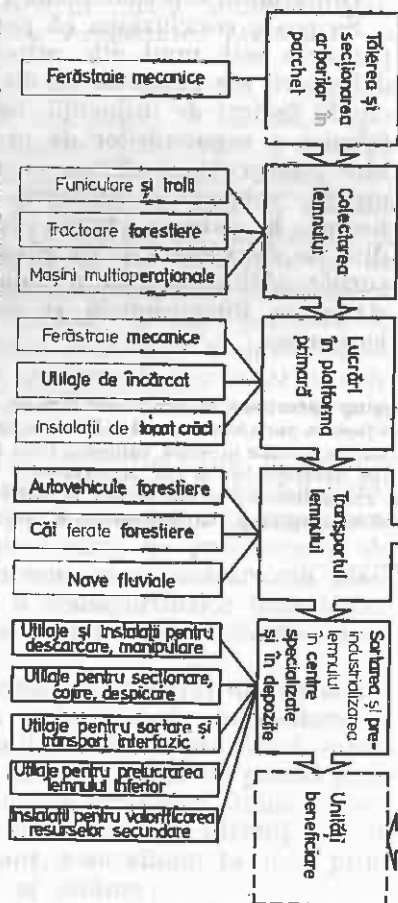 Tăierea și
secționarea
arborilor în
parchet
Ferăstraie mecanice
Colectarea
lemnului
Funiculare și trolii
Tractoare forestiere
Mașini multioperaționale
Lucrări
în platforma
primară
Ferăstraie mecanice
Utilaje de încărcat
instalații de tocat crăci
Transportul
lemnului
Autovehicule forestiere
Căi ferate forestiere
Nave fluviale
Sortarea și pre-
industrializarea
lemnului
in centre
specializate
și în depozite
Utilaje și instalații pentru
descarcare, manipulare
Utilaje pentru secționare,
cojire, despicare
Utilaje pentru sortare și
transport interfazic
Utilaje pentru prelucrarea
lemnului inferior
Instalații pentru valorificarea
resurselor secundare
Unități
beneficiare